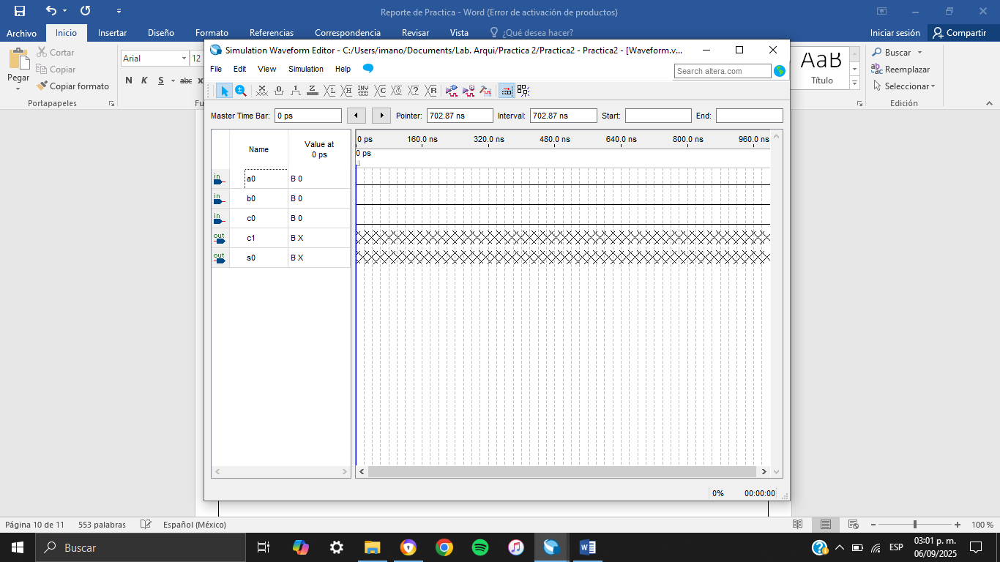 Reporte de Practica - Word (Error de activación de productos)
Archivo Inicio Insertar Diseño Formato Referencias Correspondencia Revisar Vista ¿Qué desea hacer? Iniciar sesión Compartir
Pegar
Cortar
Copiar
Copiar formato
Portapapeles
Arial 12
N K S abc x
Fu
AaB
Título
Buscar
Reemplazar
Seleccionar
Edición
Simulation Waveform Editor - C:/Users/imano/Documents/Lab. Arqui/Practica 2/Practica2 - Practica2 - [Waveform.v...
File Edit View Simulation Help
Search altera.com
Master Time Bar: 0 ps Pointer: 702.87 ns Interval: 702.87 ns Start: End:
Name Value at
0 ps
0 ps 160.0 ns 320.0 ns 480.0 ns 640.0 ns 800.0 ns 960.0 ns
0 ps
in a0 B 0
in b0 B 0
in c0 B 0
out c1 B X
out s0 B X
0% 00:00:00
Página 10 de 11 553 palabras Español (México) 100 %
Buscar
ESP
03:01 p. m.
06/09/2025